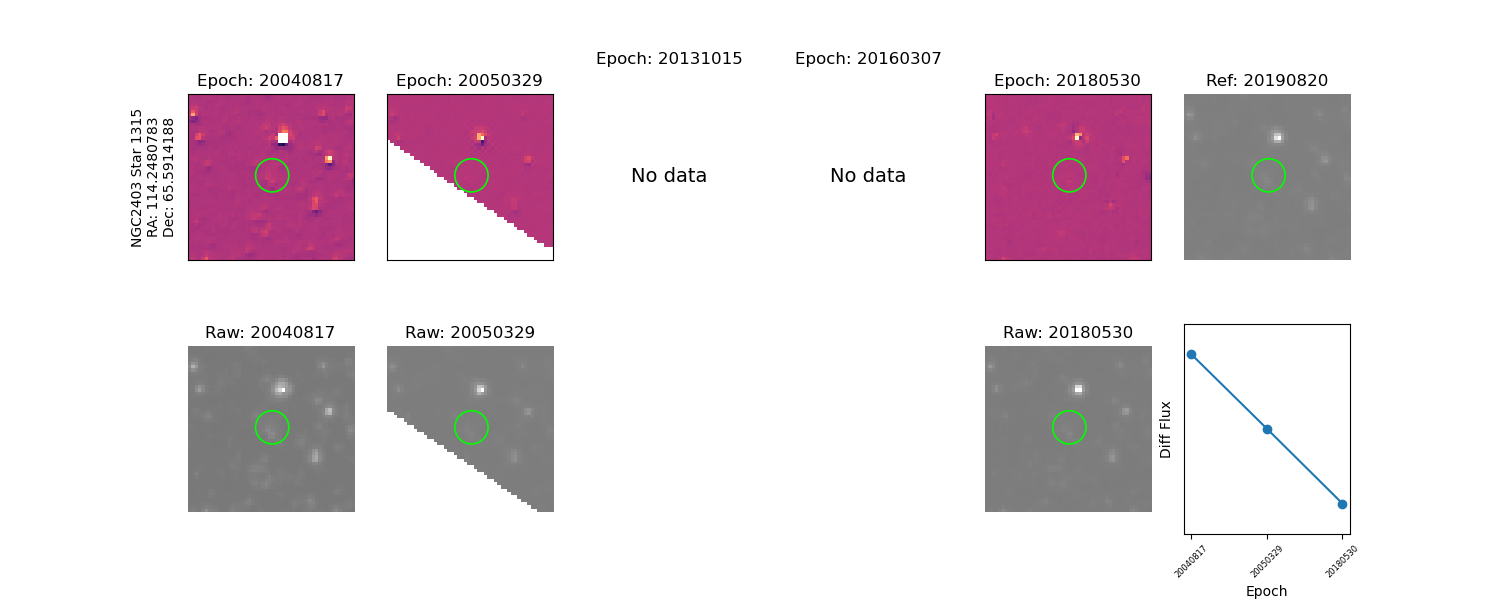 Epoch: 20131015
Epoch: 20160307
Epoch: 20040817
Epoch: 20050329
Epoch: 20180530
Ref: 20190820
NGC2403 Star 1315
RA: 114.2480783
Dec: 65.5914188
No data
No data
Raw: 20040817
Raw: 20050329
Raw: 20180530
Diff Flux
20040817
20050329
20180530
Epoch